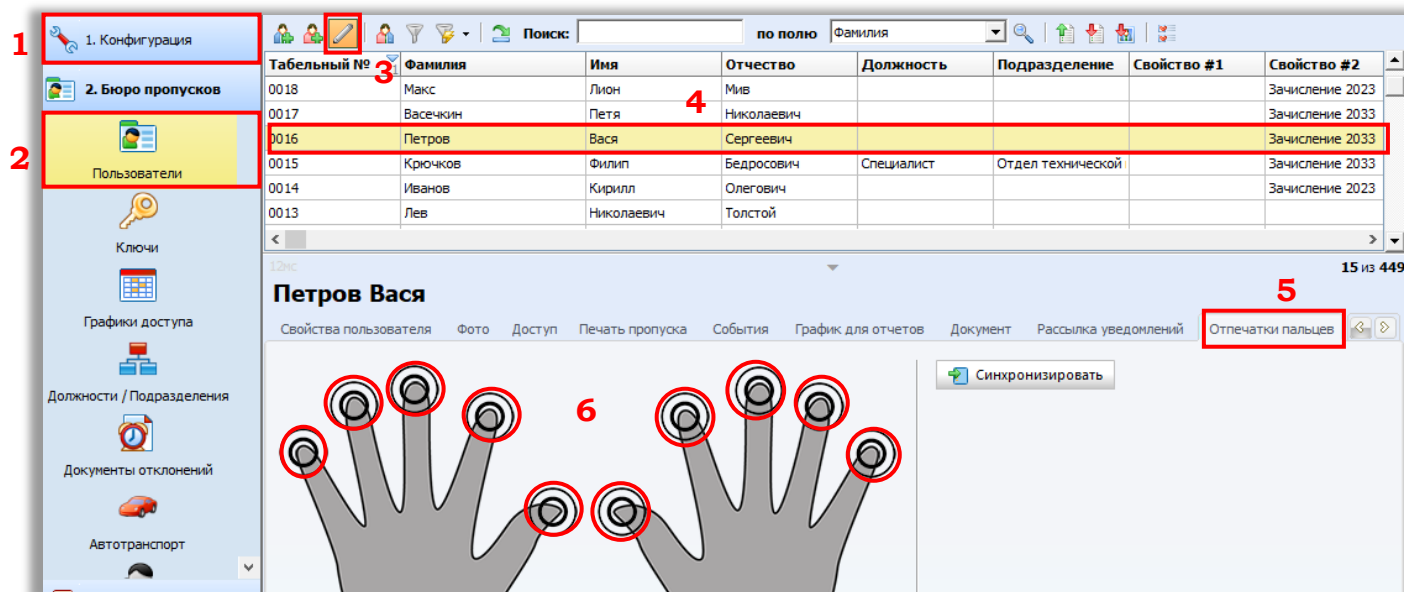 1
1. Конфигурация
Поиск:
по полю
Фамилия
3
Табельный № 1 Фамилия Имя Отчество Должность Подразделение Свойство #1 Свойство #2
2. Бюро пропусков
0018 Макс Лион Мив Зачисление 2023
4
0017 Васечкин Петя Николаевич Зачисление 2033
0016 Петров Вася Сергеевич Зачисление 2033
2
Пользователи
0015 Крючков Филип Бедросович Специалист Отдел технической Зачисление 2033
0014 Иванов Кирилл Олегович Зачисление 2023
0013 Лев Николаевич Толстой
Ключи
12мс
15 из 449
Петров Вася
5
Графики доступа
Свойства пользователя Фото Доступ Печать пропуска События График для отчетов Документ Рассылка уведомлений Отпечатки пальцев
Синхронизировать
Должности / Подразделения
6
Документы отклонений
Автотранспорт